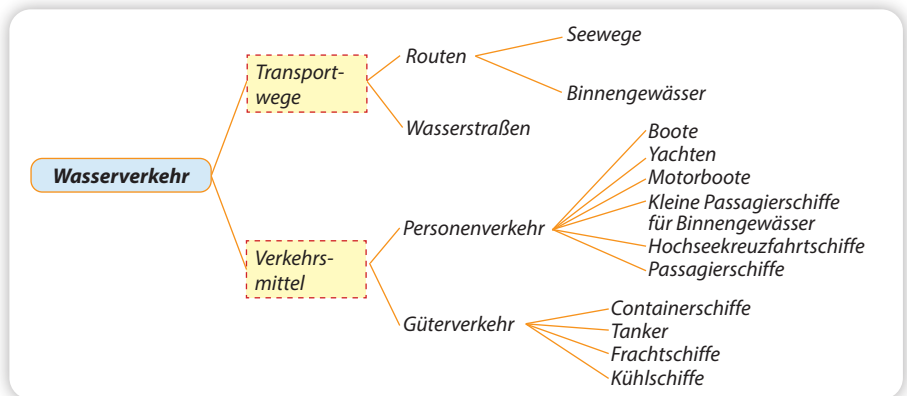 Seewege
Routen
Transport-
wege
Binnengewässer
Wasserstraßen
Boote
Yachten
Wasserverkehr
Motorboote
Kleine Passagierschiffe
für Binnengewässer
Personenverkehr
Hochseekreuzfahrtschiffe
Verkehrs-
mittel
Passagierschiffe
Containerschiffe
Güterverkehr
Tanker
Frachtschiffe
Kühlschiffe